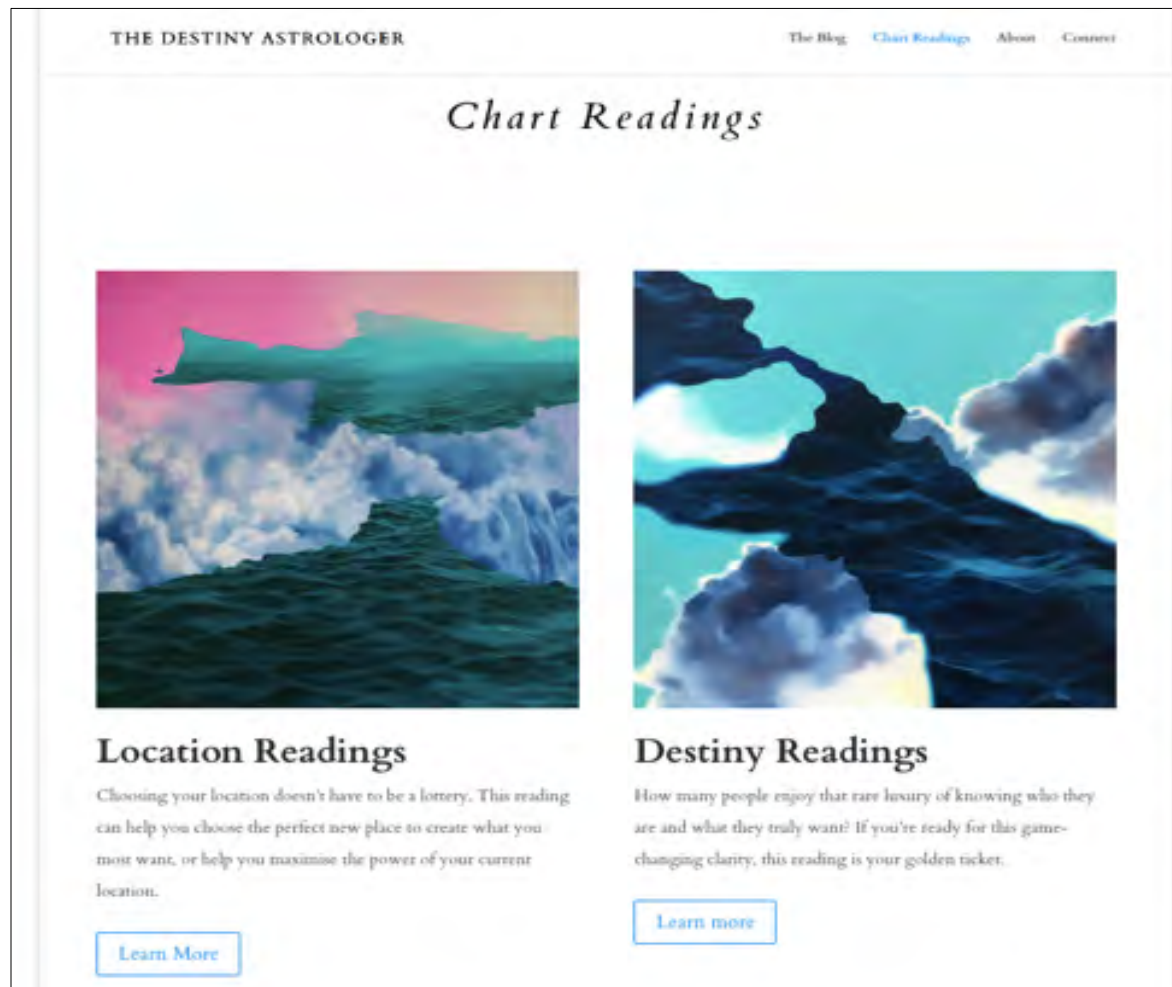 THE DESTINY ASTROLOGER
The Blog Chart Readings About Connect
Chart Readings
Location Readings
Choosing your location doesn't have to be a lottery. This reading
can help you choose the perfect new place to create what you
most want, or help you maximise the power of your current
location.
Learn More
Destiny Readings
How many people enjoy that rare luxury of knowing who they
are and what they truly want? If you're ready for this game-
changing clarity, this reading is your golden ticket.
Learn more